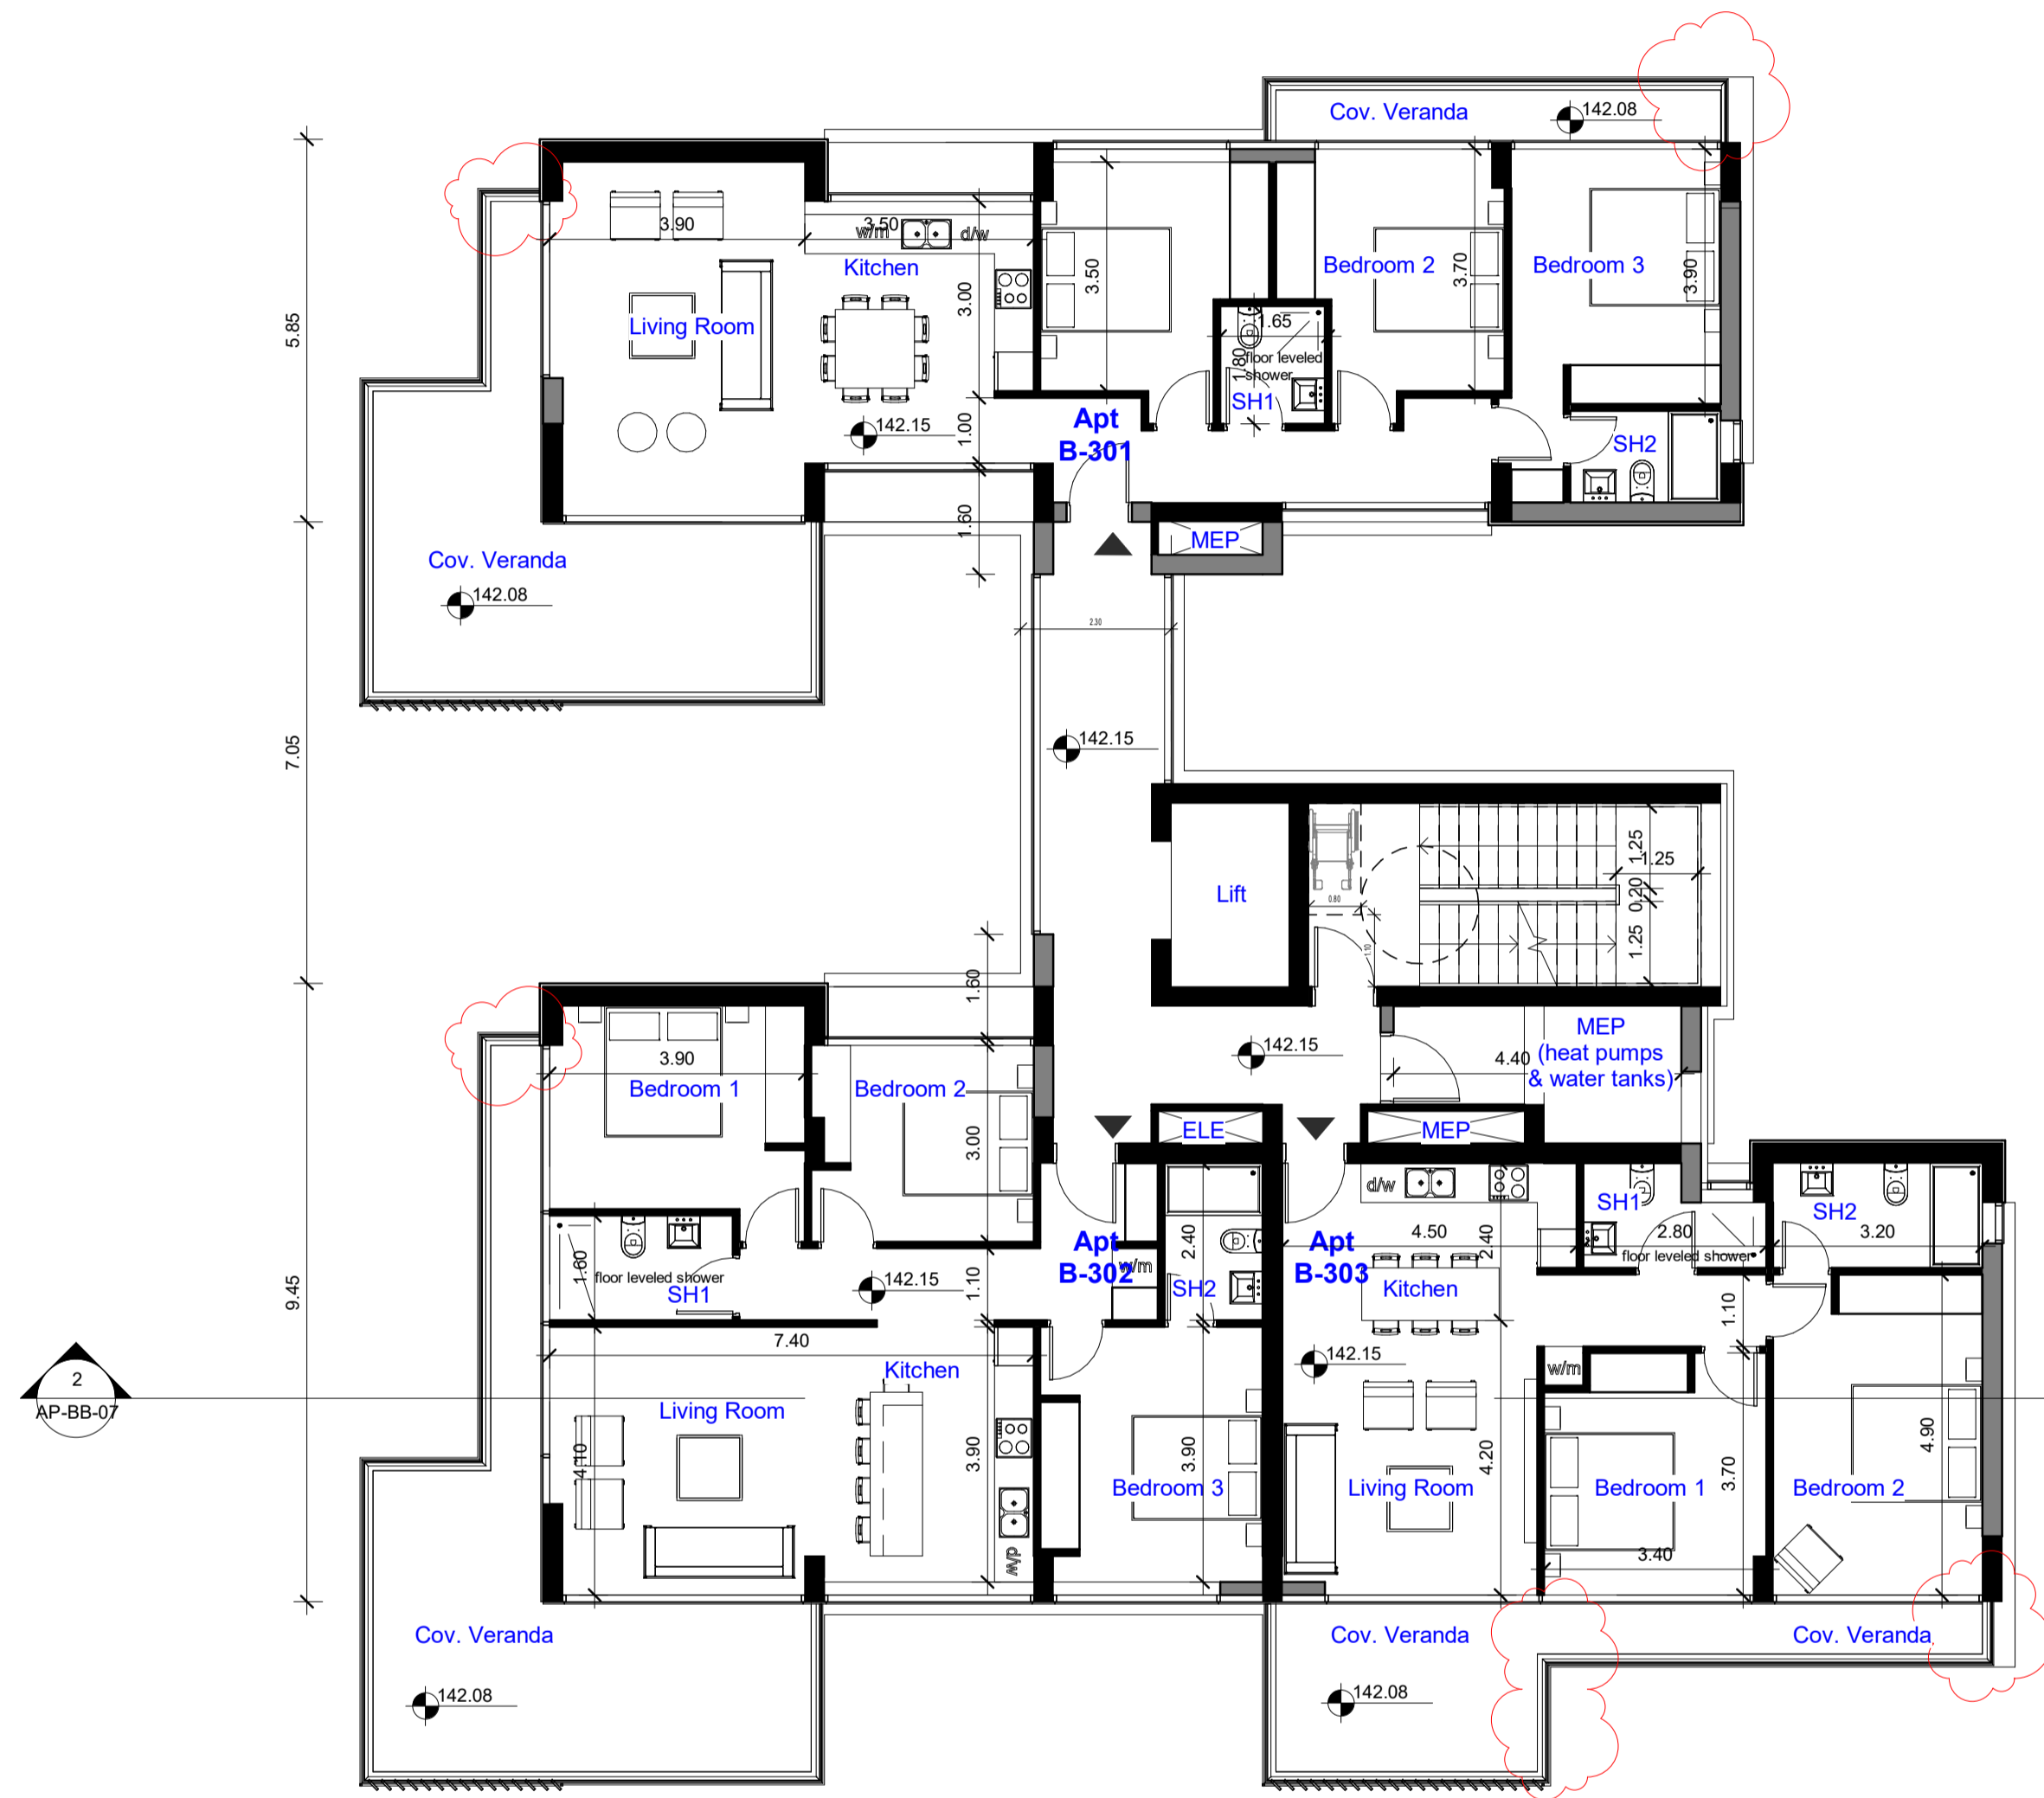 Cov. Veranda
142.08
3.90
3.50
w/m
d/w
Kitchen
3.50
Bedroom 2
3.70
Bedroom 3
3.90
5.85
Living Room
3.00
1.65
1.80
floor leveled
shower
SH1
142.15
1.00
Apt
B-301
SH2
1.60
MEP
Cov. Veranda
142.08
2.30
7.05
142.15
Lift
0.80
1.10
1.25
1.25
0.20
1.25
1.60
142.15
MEP
(heat pumps
& water tanks)
4.40
3.90
Bedroom 1
Bedroom 2
3.00
ELE
MEP
d/w
SH1
SH2
2.40
Apt
B-302
w/m
Apt
B-303
4.50
2.40
2.80
floor leveled shower
3.20
1.60
floor leveled shower
SH1
142.15
1.10
SH2
Kitchen
1.10
9.45
7.40
Kitchen
142.15
w/m
2
AP-BB-07
Living Room
4.10
3.90
3.90
Bedroom 3
4.20
Living Room
3.70
Bedroom 1
4.90
Bedroom 2
d/w
3.40
Cov. Veranda
Cov. Veranda
Cov. Veranda
142.08
142.08